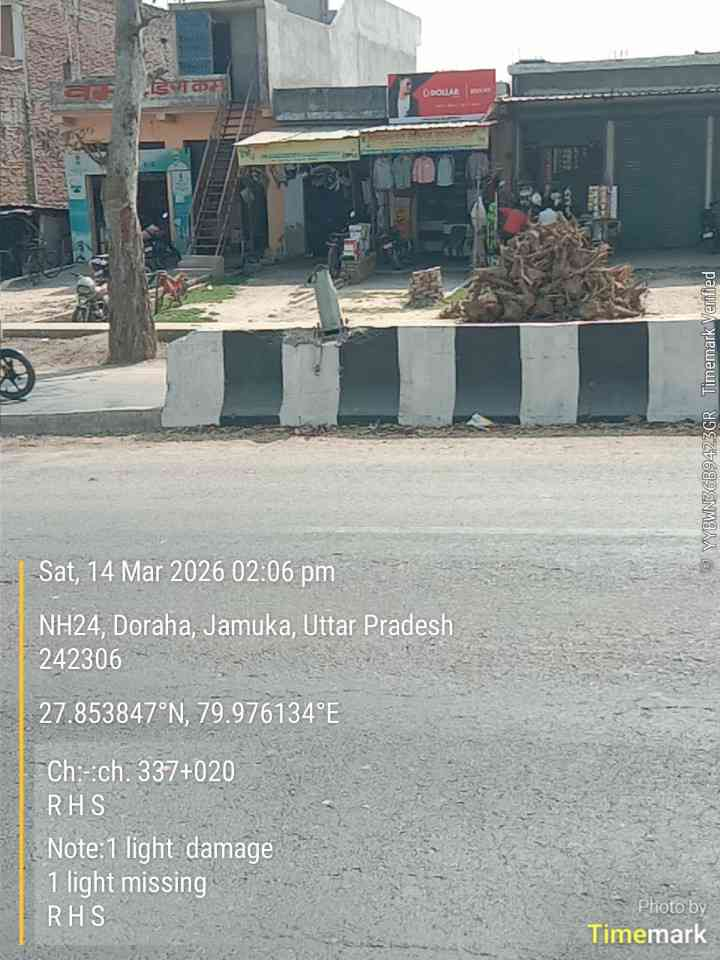 DOLLAR
Sat, 14 Mar 2026 02:06 pm
NH24, Doraha, Jamuka, Uttar Pradesh
242306
27.853847°N, 79.976134°E
Ch:-:ch. 337+020
R H S
Note:1 light damage
1 light missing
R H S
Photo by
Timemark
© YYBWN36B9423GR Timemark Verified